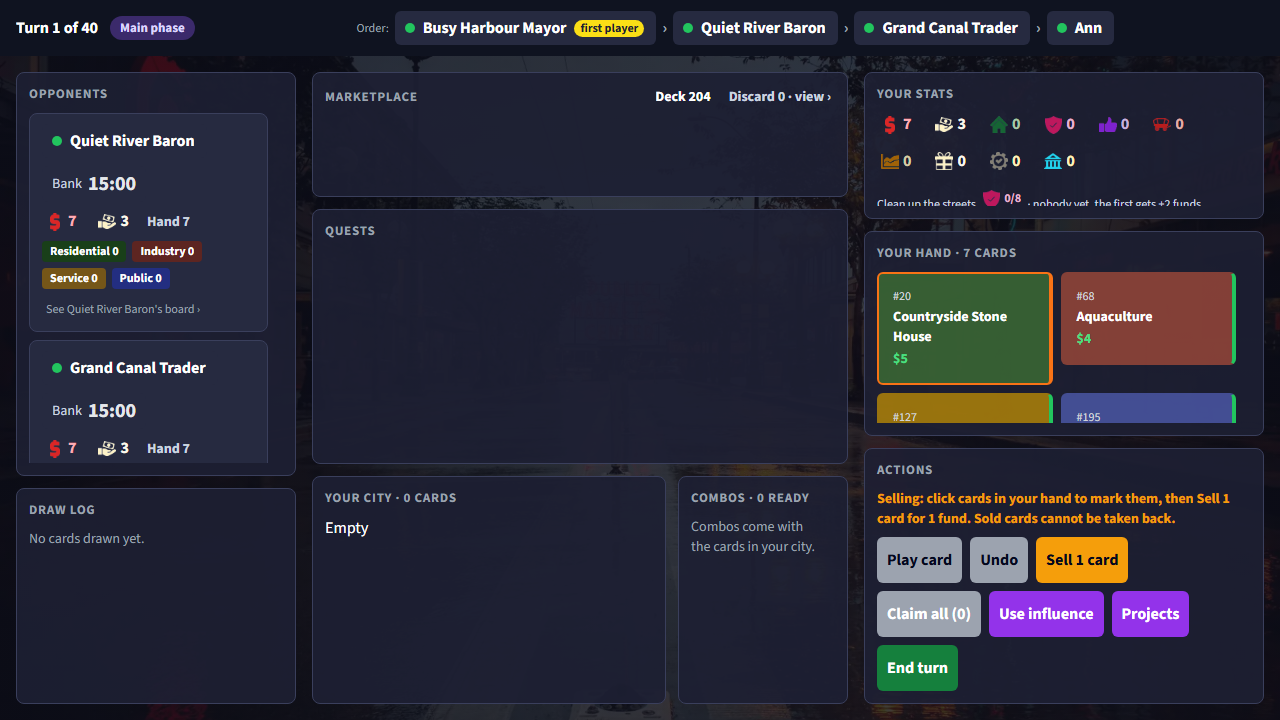 Turn 1 of 40 Main phase Order: Busy Harbour Mayor first player › Quiet River Baron › Grand Canal Trader › Ann
OPPONENTS
Quiet River Baron
Bank 15:00
7 3 Hand 7
Residential 0 Industry 0
Service 0 Public 0
See Quiet River Baron's board ›
Grand Canal Trader
Bank 15:00
7 3 Hand 7
DRAW LOG
No cards drawn yet.
MARKETPLACE Deck 204 Discard 0 · view ›
QUESTS
YOUR CITY · 0 CARDS
Empty
COMBOS · 0 READY
Combos come with
the cards in your city.
YOUR STATS
7 3 0 0 0 0
0 0 0 0
Clean up the streets 0/8 · nobody yet, the first gets +2 funds
YOUR HAND · 7 CARDS
#20
Countryside Stone
House
$5
#68
Aquaculture
$4
#127
#195
ACTIONS
Selling: click cards in your hand to mark them, then Sell 1
card for 1 fund. Sold cards cannot be taken back.
Play card Undo Sell 1 card
Claim all (0) Use influence Projects
End turn